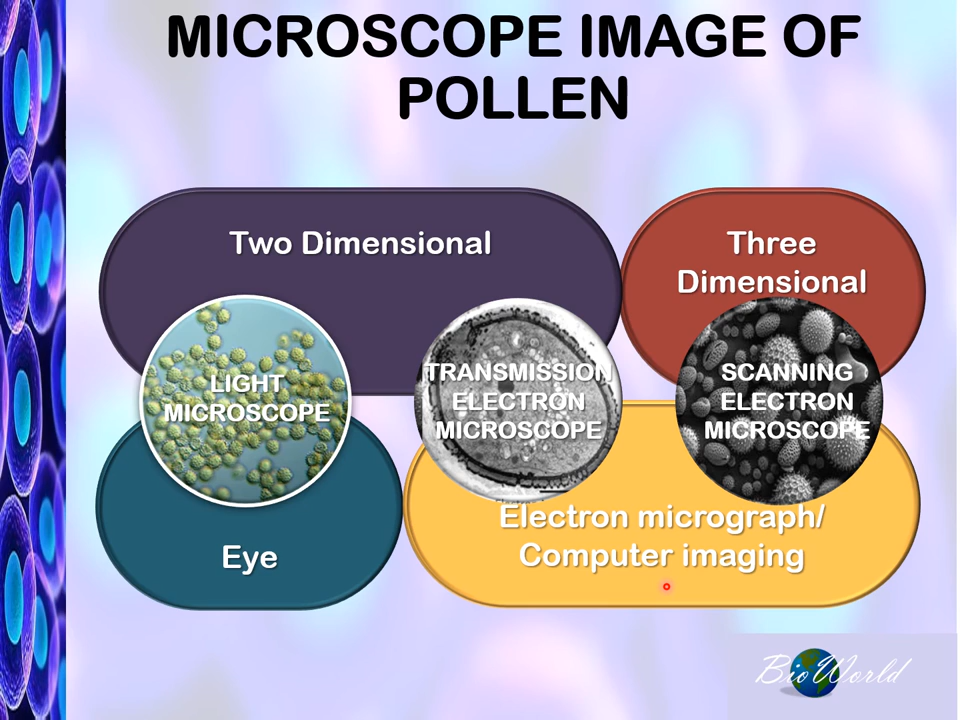 MICROSCOPE IMAGE OF
POLLEN
Two Dimensional
Three
Dimensional
LIGHT
MICROSCOPE
TRANSMISSION
ELECTRON
MICROSCOPE
SCANNING
ELECTRON
MICROSCOPE
Eye
Electron micrograph/
Computer imaging
BioWorld